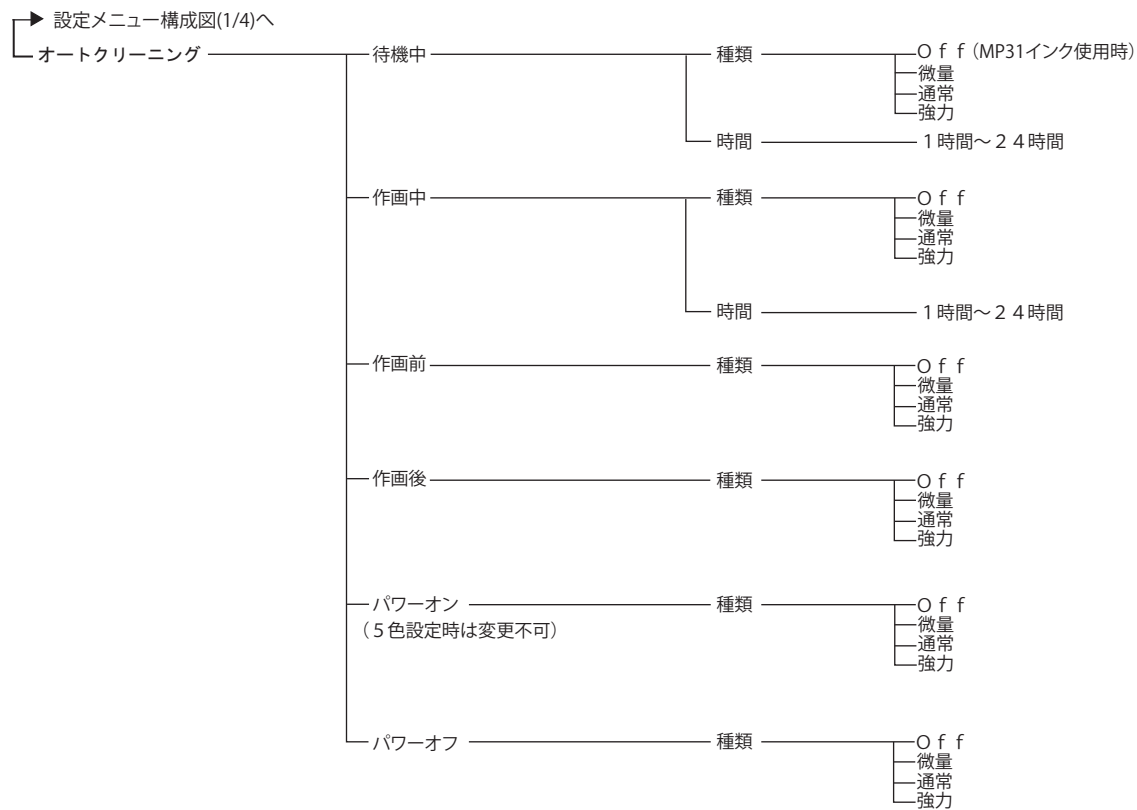 設定メニュー構成図(1/4)へ
オートクリーニング 待機中 種類 Ｏｆｆ(MP31インク使用時)
微量
通常
強力
時間 １時間～２４時間
作画中 種類 Ｏｆｆ
微量
通常
強力
時間 １時間～２４時間
作画前 種類 Ｏｆｆ
微量
通常
強力
作画後 種類 Ｏｆｆ
微量
通常
強力
パワーオン 種類 Ｏｆｆ
(５色設定時は変更不可) 微量
通常
強力
パワーオフ 種類 Ｏｆｆ
微量
通常
強力